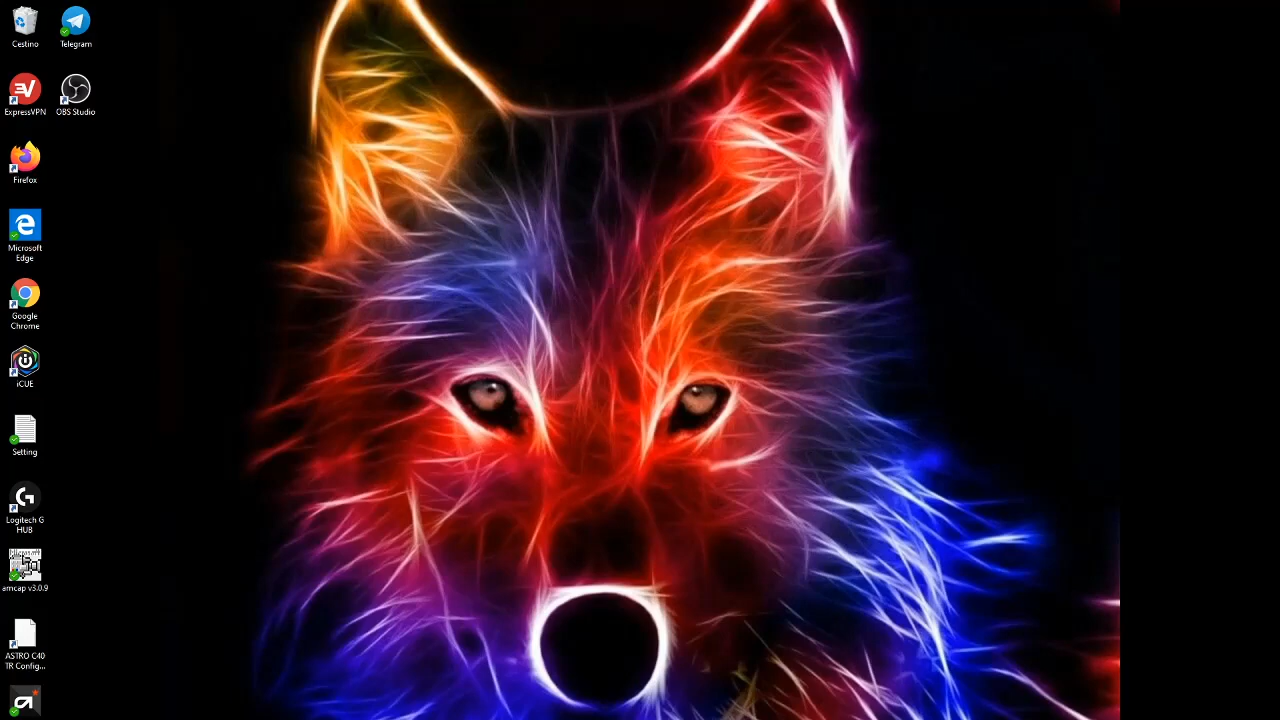 Cestino
Telegram
ExpressVPN
OBS Studio
Firefox
Microsoft
Edge
Google
Chrome
iCUE
Setting
Logitech G
HUB
Microsoft
amcap v3.0.9
ASTRO C40
TR Config...